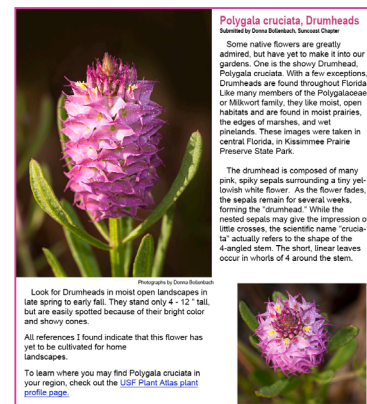 Polygala cruciata, Drumheads
Submitted by Donna Bollenbach, Suncoast Chapter
Some native flowers are greatly
admired, but have yet to make it into our
gardens. One is the showy Drumhead,
Polygala cruciata. With a few exceptions,
Drumheads are found throughout Florida
Like many members of the Polygalaceae
or Milkwort family, they like moist, open
habitats and are found in moist prairies,
the edges of marshes, and wet
pinelands. These images were taken in
central Florida, in Kissimmee Prairie
Preserve State Park.
The drumhead is composed of many
pink, spiky sepals surrounding a tiny yel-
lowish white flower. As the flower fades,
the sepals remain for several weeks,
forming the "drumhead." While the
nested sepals may give the impression o
little crosses, the scientific name "crucia-
ta" actually refers to the shape of the
4-angled stem. The short, linear leaves
occur in whorls of 4 around the stem.
Photographs by Donna Bollenbach
Look for Drumheads in moist open landscapes in
late spring to early fall. They stand only 4 - 12 " tall,
but are easily spotted because of their bright color
and showy cones.
All references I found indicate that this flower has
yet to be cultivated for home
landscapes.
To learn where you may find Polygala cruciata in
your region, check out the USF Plant Atlas plant
profile page.